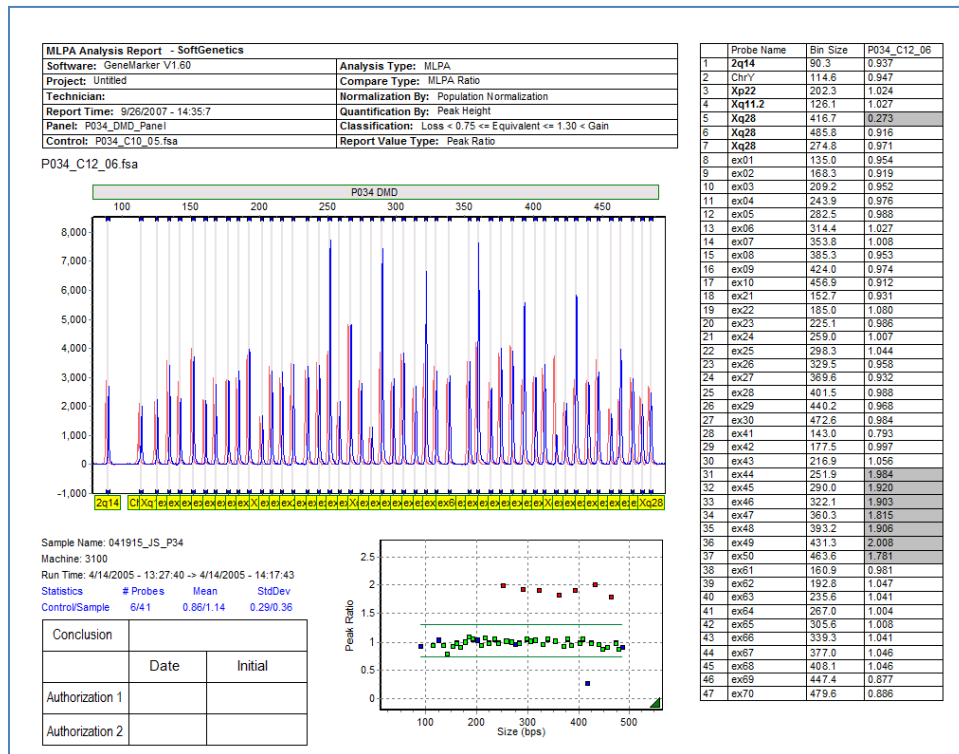 MLPA Analysis Report - SoftGenetics
Software: GeneMarker V1.60 Analysis Type: MLPA
Project: Untitled Compare Type: MLPA Ratio
Technician: Normalization By: Population Normalization
Report Time: 9/26/2007 - 14:35:7 Quantification By: Peak Height
Panel: P034_DMD_Panel Classification: Loss < 0.75 <= Equivalent <= 1.30 < Gain
Control: P034_C10_05.fsa Report Value Type: Peak Ratio
P034_C12_06.fsa
P034 DMD
100 150 200 250 300 350 400 450
8,000
7,000
6,000
5,000
4,000
3,000
2,000
1,000
0
-1,000
2q14
Xq28
Sample Name: 041915_JS_P34
Machine: 3100
Run Time: 4/14/2005 - 13:27:40 -> 4/14/2005 - 14:17:43
Statistics # Probes Mean StdDev
Control/Sample 6/41 0.86/1.14 0.29/0.36
Conclusion
Date Initial
Authorization 1
Authorization 2
Peak Ratio
2.5
2
1.5
1
0.5
0
100 200 300 400 500
Size (bps)
Probe Name Bin Size P034_C12_06
1 2q14 90.3 0.937
2 ChrY 114.6 0.947
3 Xp22 202.3 1.024
4 Xq11.2 126.1 1.027
5 Xq28 416.7 0.273
6 Xq28 485.8 0.916
7 Xq28 274.8 0.971
8 ex01 135.0 0.954
9 ex02 168.3 0.919
10 ex03 209.2 0.952
11 ex04 243.9 0.976
12 ex05 282.5 0.988
13 ex06 314.4 1.027
14 ex07 353.8 1.008
15 ex08 385.3 0.953
16 ex09 424.0 0.974
17 ex10 456.9 0.912
18 ex21 152.7 0.931
19 ex22 185.0 1.080
20 ex23 225.1 0.986
21 ex24 259.0 1.007
22 ex25 298.3 1.044
23 ex26 329.5 0.958
24 ex27 369.6 0.932
25 ex28 401.5 0.988
26 ex29 440.2 0.968
27 ex30 472.6 0.984
28 ex41 143.0 0.793
29 ex42 177.5 0.997
30 ex43 216.9 1.056
31 ex44 251.9 1.984
32 ex45 290.0 1.920
33 ex46 322.1 1.903
34 ex47 360.3 1.815
35 ex48 393.2 1.906
36 ex49 431.3 2.008
37 ex50 463.6 1.781
38 ex61 160.9 0.981
39 ex62 192.8 1.047
40 ex63 235.6 1.041
41 ex64 267.0 1.004
42 ex65 305.6 1.008
43 ex66 339.3 1.041
44 ex67 377.0 1.046
45 ex68 408.1 1.046
46 ex69 447.4 0.877
47 ex70 479.6 0.886